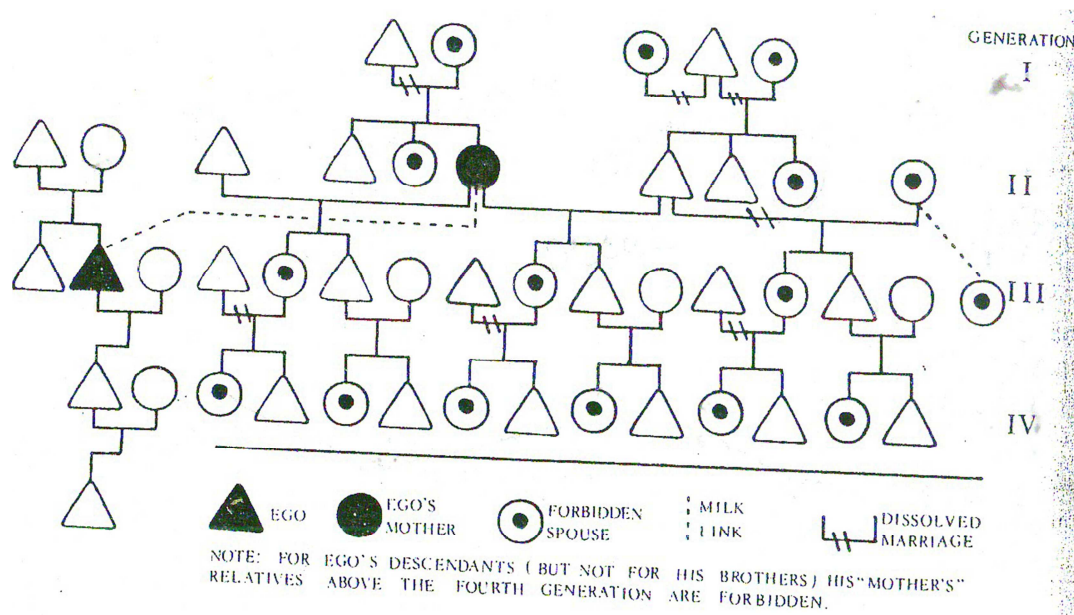 GENERATION
I
II
III
IV
EGO
EGO'S
MOTHER
FORBIDDEN
SPOUSE
MILK
LINK
DISSOLVED
MARRIAGE
NOTE: FOR EGO'S DESCENDANTS (BUT NOT FOR HIS BROTHERS) HIS "MOTHER'S"
RELATIVES ABOVE THE FOURTH GENERATION ARE FORBIDDEN.